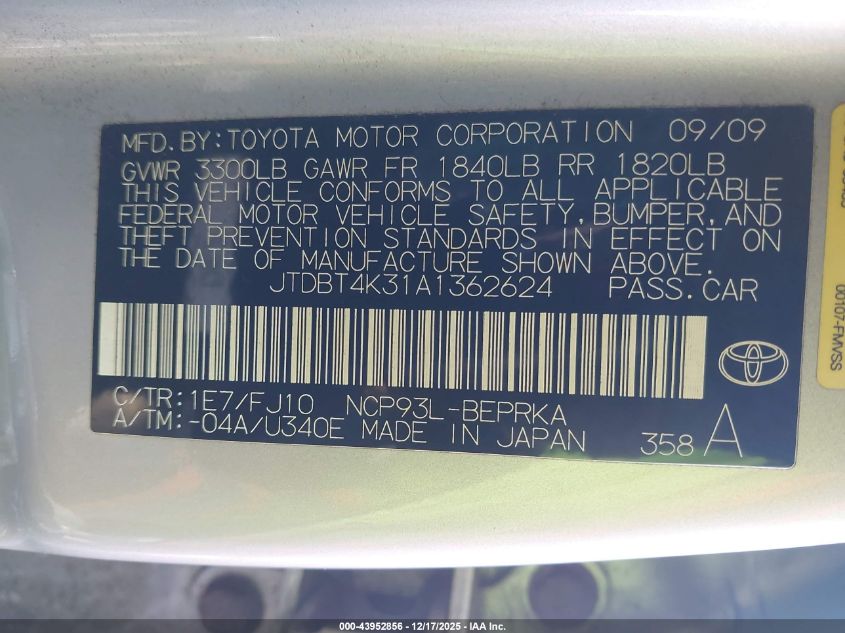 MFD.BY:TOYOTA MOTOR CORPORATION 09/09
GVWR 3300LB GAWR FR 1840LB RR 1820LB
THIS VEHICLE CONFORMS TO ALL APPLICABLE
FEDERAL MOTOR VEHICLE SAFETY,BUMPER,AND
THEFT PREVENTION STANDARDS IN EFFECT ON
THE DATE OF MANUFACTURE SHOWN ABOVE.
JTDBT4K31A1362624 PASS.CAR
C/TR:1E7/FJ10 NCP93L-BEPRKA
A/TM:-04A/U340E MADE IN JAPAN 358 A
00107-FMVSS
000-43952856 / 12/17/2025 - IAA Inc.